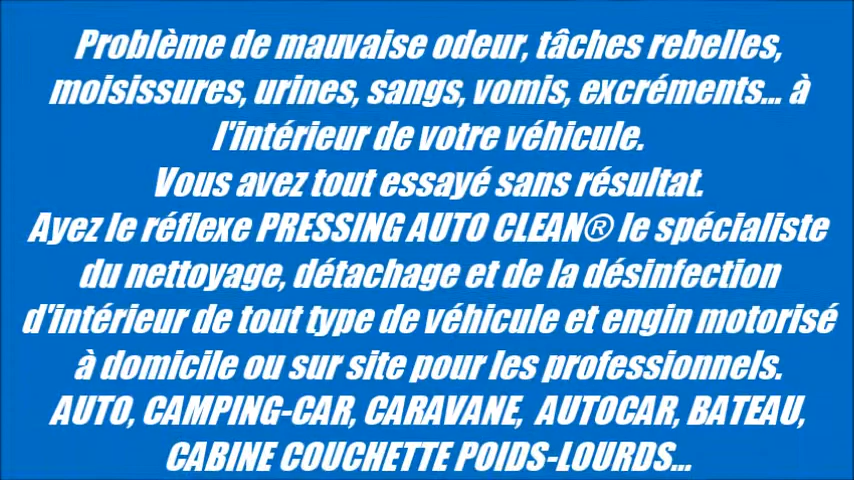 Problème de mauvaise odeur, tâches rebelles,
moisissures, urines, sangs, vomis, excréments... à
l'intérieur de votre véhicule.
Vous avez tout essayé sans résultat.
Ayez le réflexe PRESSING AUTO CLEAN® le spécialiste
du nettoyage, détachage et de la désinfection
d'intérieur de tout type de véhicule et engin motorisé
à domicile ou sur site pour les professionnels.
AUTO, CAMPING-CAR, CARAVANE, AUTOCAR, BATEAU,
CABINE COUCHETTE POIDS-LOURDS...